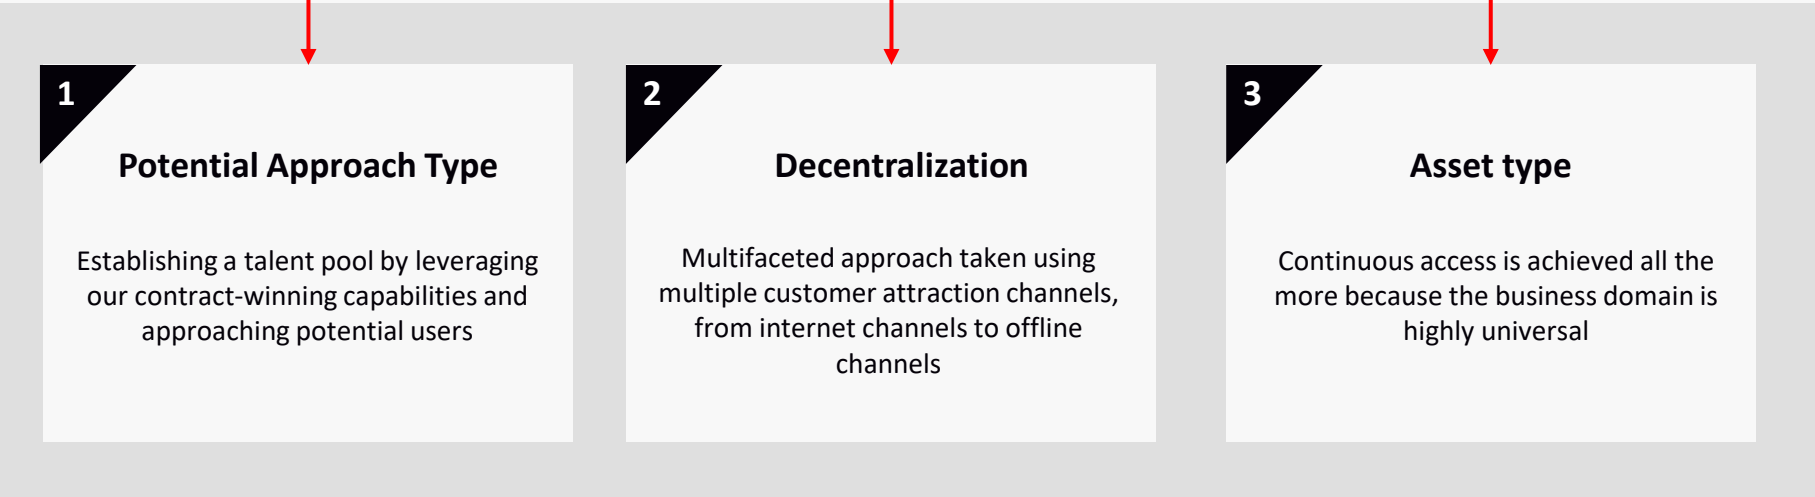 1
Potential Approach Type
Establishing a talent pool by leveraging
our contract-winning capabilities and
approaching potential users
2
Decentralization
Multifaceted approach taken using
multiple customer attraction channels,
from internet channels to offline
channels
3
Asset type
Continuous access is achieved all the
more because the business domain is
highly universal